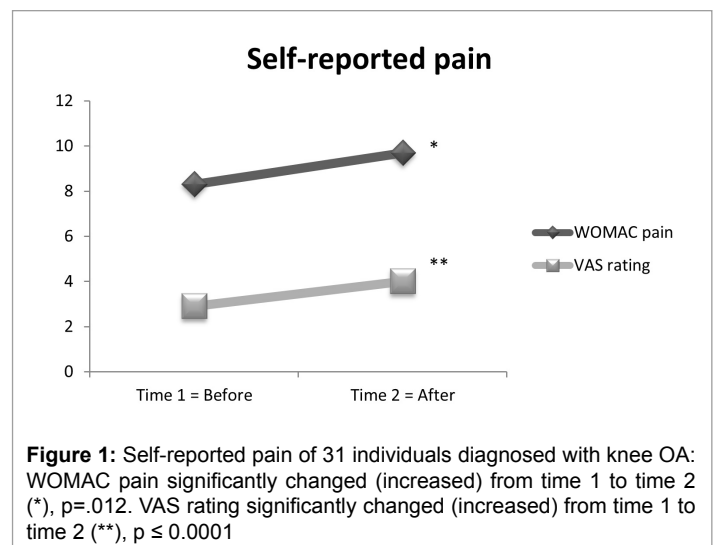 Self-reported pain
12
10
8
6
4
2
0
*
**
WOMAC pain
VAS rating
Time 1 = Before
Time 2 = After
Figure 1: Self-reported pain of 31 individuals diagnosed with knee OA:
WOMAC pain significantly changed (increased) from time 1 to time 2
(*), p=.012. VAS rating significantly changed (increased) from time 1 to
time 2 (**), p ≤ 0.0001